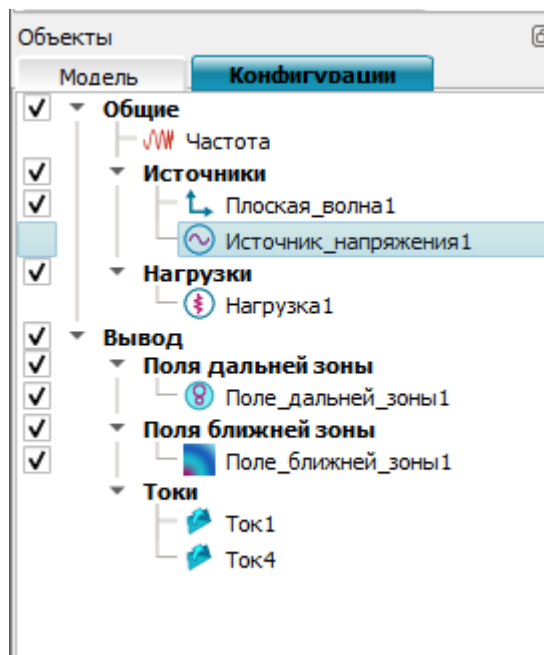 Объекты
Модель Конфигурации
Общие
Частота
Источники
Плоская_волна1
Источник_напряжения1
Нагрузки
Нагрузка1
Вывод
Поля дальней зоны
Поле_дальней_зоны1
Поля ближней зоны
Поле_ближней_зоны1
Токи
Ток1
Ток4